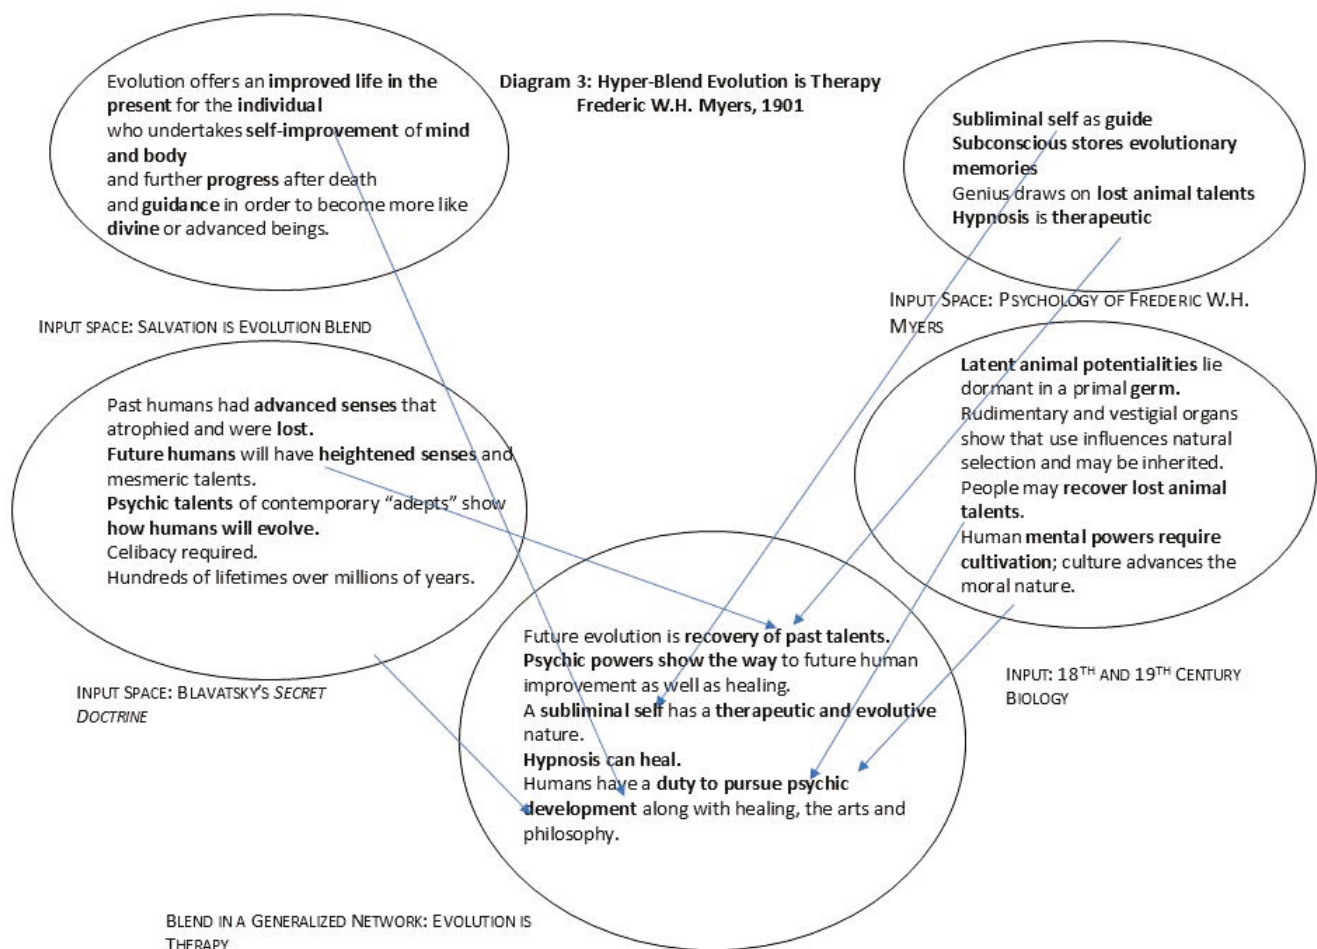 Diagram 3: Hyper-Blend Evolution is Therapy
Frederic W.H. Myers, 1901
Evolution offers an improved life in the
present for the individual
who undertakes self-improvement of mind
and body
and further progress after death
and guidance in order to become more like
divine or advanced beings.
INPUT SPACE: SALVATION IS EVOLUTION BLEND
Subliminal self as guide
Subconscious stores evolutionary
memories
Genius draws on lost animal talents
Hypnosis is therapeutic
INPUT SPACE: PSYCHOLOGY OF FREDERIC W.H.
MYERS
Past humans had advanced senses that
atrophied and were lost.
Future humans will have heightened senses and
mesmeric talents.
Psychic talents of contemporary “adepts” show
how humans will evolve.
Celibacy required.
Hundreds of lifetimes over millions of years.
INPUT SPACE: BLAVATSKY’S SECRET
DOCTRINE
Latent animal potentialities lie
dormant in a primal germ.
Rudimentary and vestigial organs
show that use influences natural
selection and may be inherited.
People may recover lost animal
talents.
Human mental powers require
cultivation; culture advances the
moral nature.
INPUT: 18TH AND 19TH CENTURY
BIOLOGY
Future evolution is recovery of past talents.
Psychic powers show the way to future human
improvement as well as healing.
A subliminal self has a therapeutic and evolutive
nature.
Hypnosis can heal.
Humans have a duty to pursue psychic
development along with healing, the arts and
philosophy.
BLEND IN A GENERALIZED NETWORK: EVOLUTION IS
THERAPY